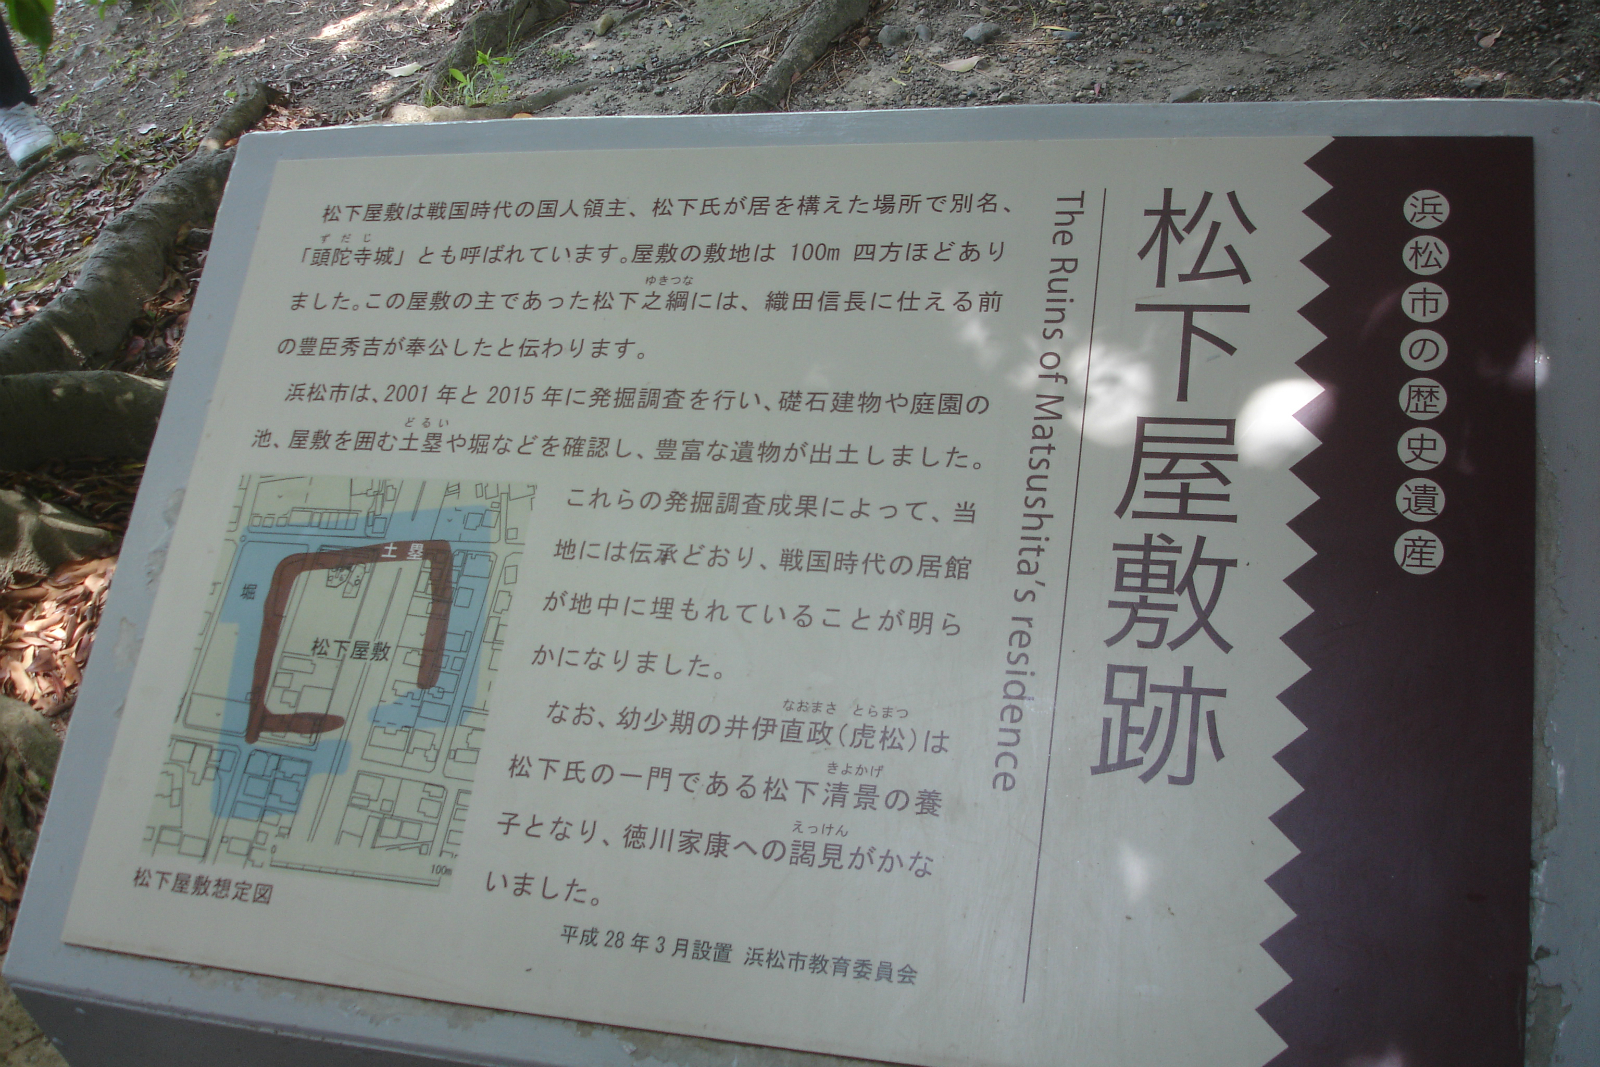 浜松市の歴史遺産
松下屋敷跡
The Ruins of Matsushita's residence
松下屋敷は戦国時代の国人領主、松下氏が居を構えた場所で別名、
ずだじ
「頭陀寺城」とも呼ばれています。屋敷の敷地は 100m 四方ほどあり
ゆきつな
ました。この屋敷の主であった松下之綱には、織田信長に仕える前
の豊臣秀吉が奉公したと伝わります。
浜松市は、2001 年と 2015 年に発掘調査を行い、礎石建物や庭園の
どるい
池、屋敷を囲む土塁や堀などを確認し、豊富な遺物が出土しました。
これらの発掘調査成果によって、当
地には伝承どおり、戦国時代の居館
が地中に埋もれていることが明ら
かになりました。
なおまさ とらまつ
なお、幼少期の井伊直政(虎松)は
きよかげ
松下氏の一門である松下清景の養
えっけん
子となり、徳川家康への謁見がかな
いました。
土塁
堀
松下屋敷
100m
松下屋敷想定図
平成 28 年 3 月設置 浜松市教育委員会